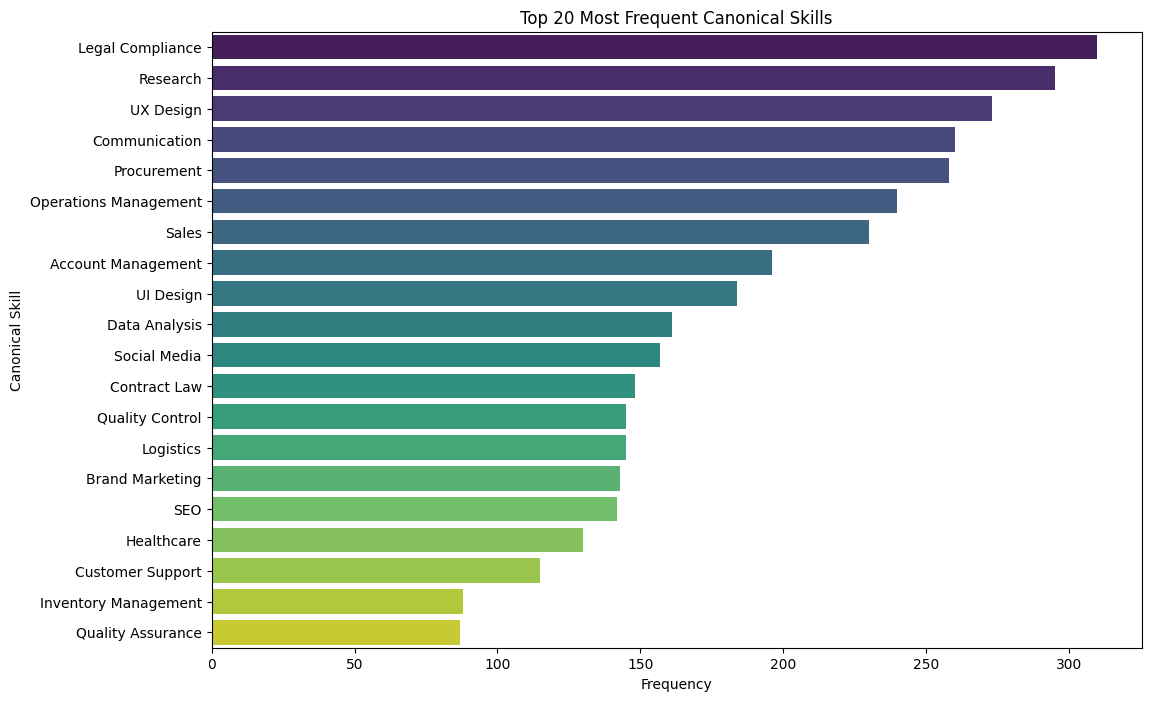 Top 20 Most Frequent Canonical Skills
Canonical Skill
Legal Compliance
Research
UX Design
Communication
Procurement
Operations Management
Sales
Account Management
UI Design
Data Analysis
Social Media
Contract Law
Quality Control
Logistics
Brand Marketing
SEO
Healthcare
Customer Support
Inventory Management
Quality Assurance
0 50 100 150 200 250 300
Frequency